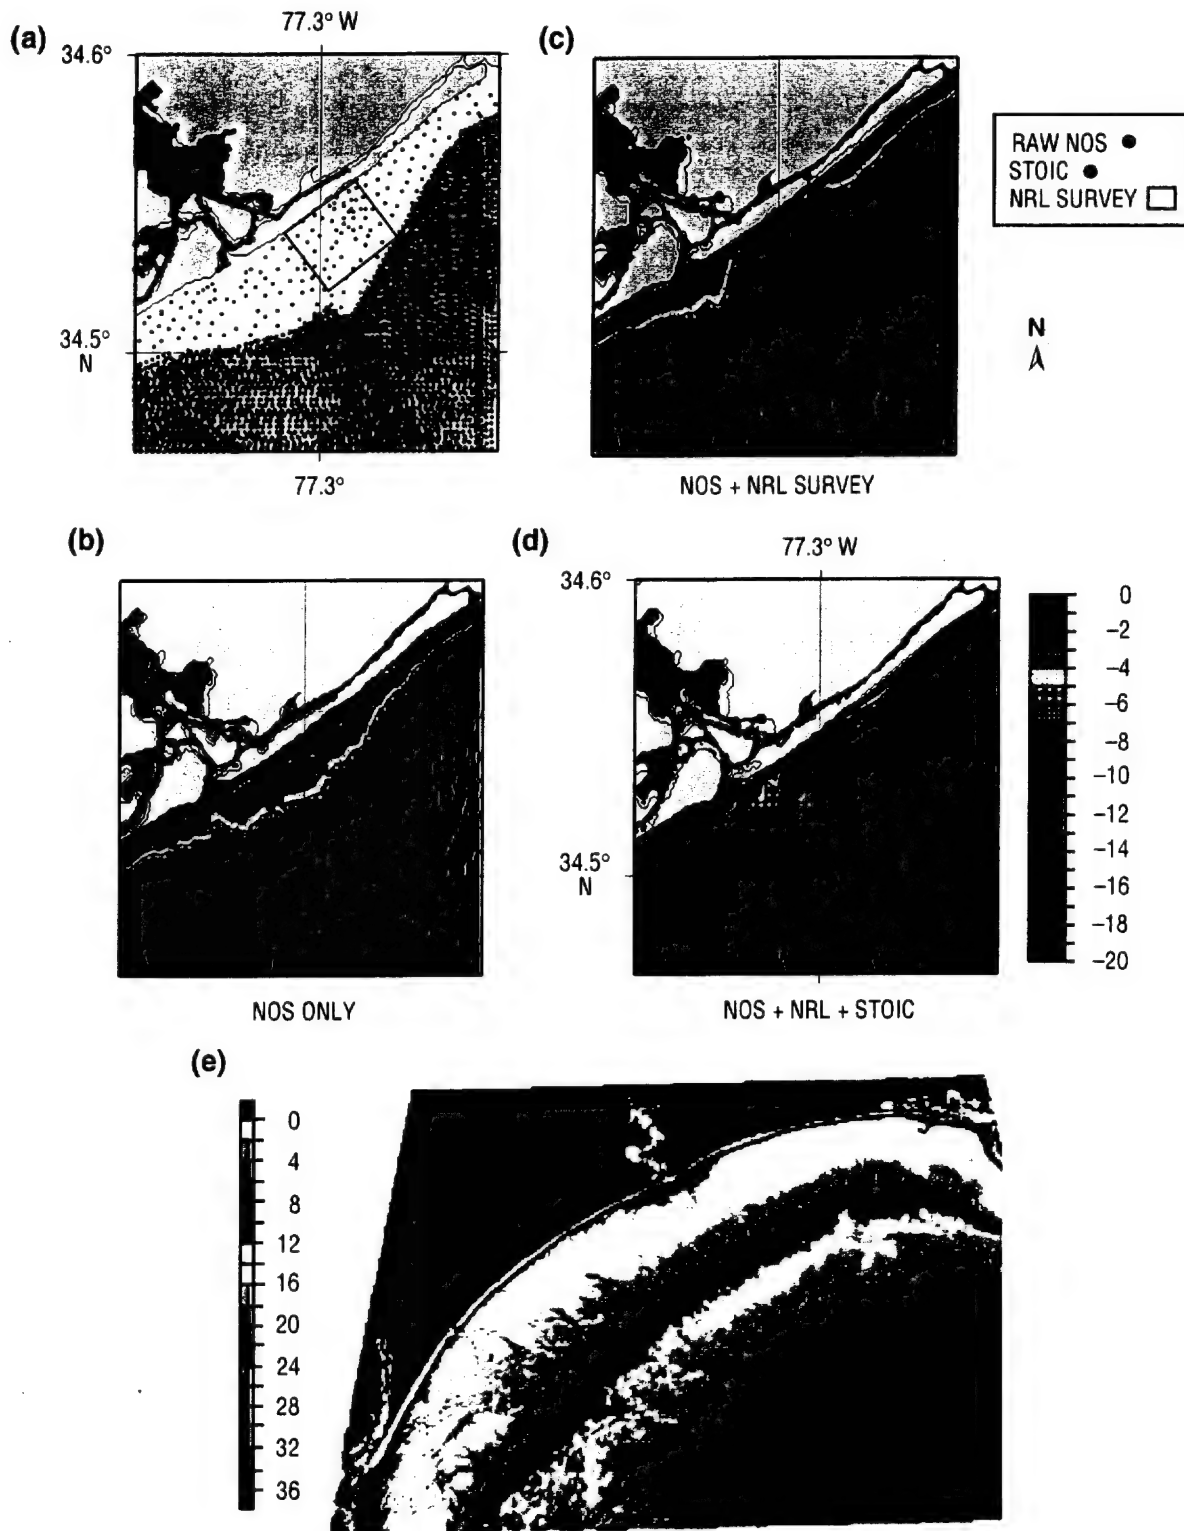 (a)
77.3° W
34.6°
34.5°
N
77.3°
(c)
NOS + NRL SURVEY
RAW NOS ●
STOIC ●
NRL SURVEY □
N
(b)
NOS ONLY
(d)
77.3° W
34.6°
34.5°
N
NOS + NRL + STOIC
0
−2
−4
−6
−8
−10
−12
−14
−16
−18
−20
(e)
0
4
8
12
16
20
24
28
32
36